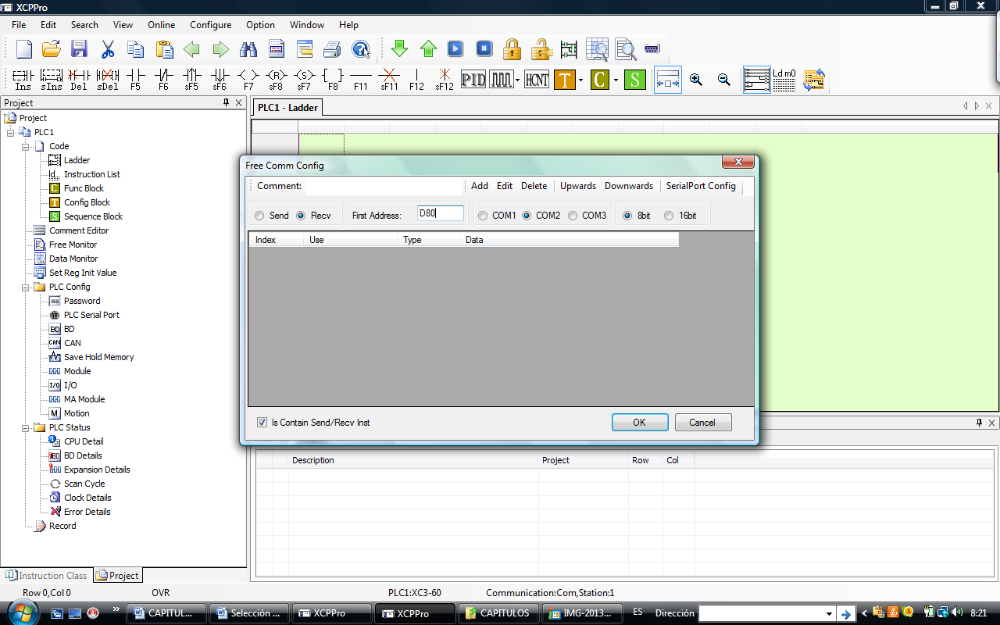 XCPPro
File Edit Search View Online Configure Option Window Help
Ins sIns Del sDel F5 F6 sF5 sF6 F7 F8 sF8 F8 F11 sF11 F12 sF12 PID HCNT T C S Ld m0
Project
PLC1 - Ladder
Project
PLC1
Code
Ladder
Instruction List
Func Block
Config Block
Sequence Block
Comment Editor
Free Monitor
Data Monitor
Set Reg Init Value
PLC Config
Password
PLC Serial Port
BD
CAN
Save Hold Memory
Module
I/O
MA Module
Motion
PLC Status
CPU Detail
BD Details
Expansion Details
Scan Cycle
Clock Details
Error Details
Record
Free Comm Config
Comment: Add Edit Delete Upwards Downwards SerialPort Config
Send Recv First Address: D80 COM1 COM2 COM3 8bit 16bit
Index Use Type Data
Is Contain Send/Recv Inst OK Cancel
Description Project Row Col
Instruction Class Project
Row 0,Col 0 OVR PLC1:XC3-60 Communication:Com,Station:1
CAPITUL... Selección ... XCPPro XCPPro CAPITULOS IMG-2013... ES Dirección 8:21